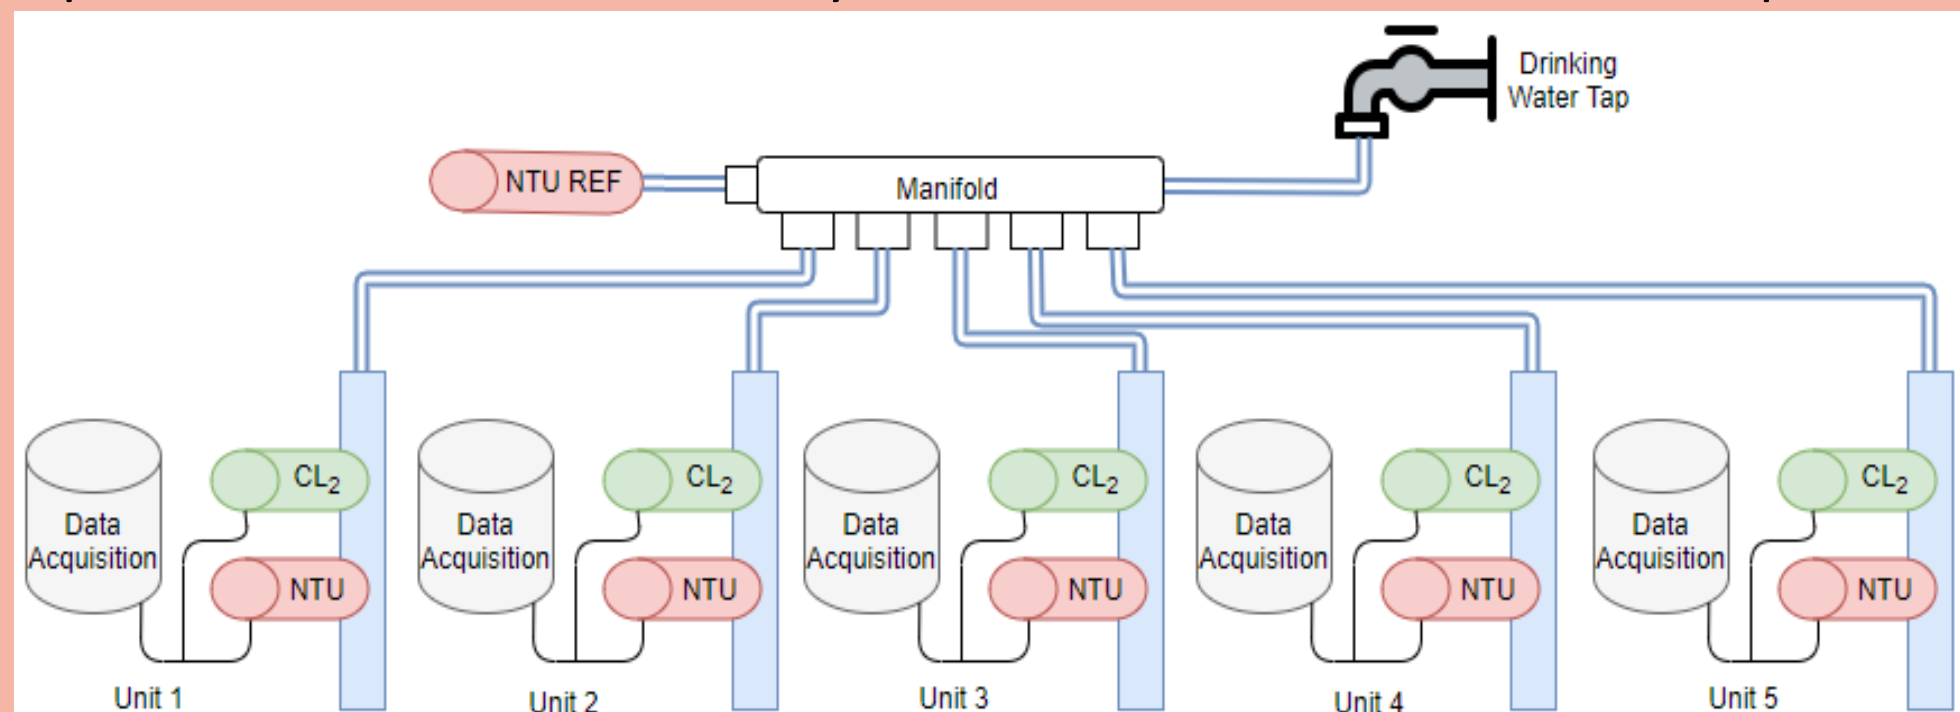 Drinking
Water Tap
NTU REF
Manifold
CL2
CL2
CL2
CL2
CL2
Data
Acquisition
Data
Acquisition
Data
Acquisition
Data
Acquisition
Data
Acquisition
NTU
NTU
NTU
NTU
NTU
Unit 1
Unit 2
Unit 3
Unit 4
Unit 5